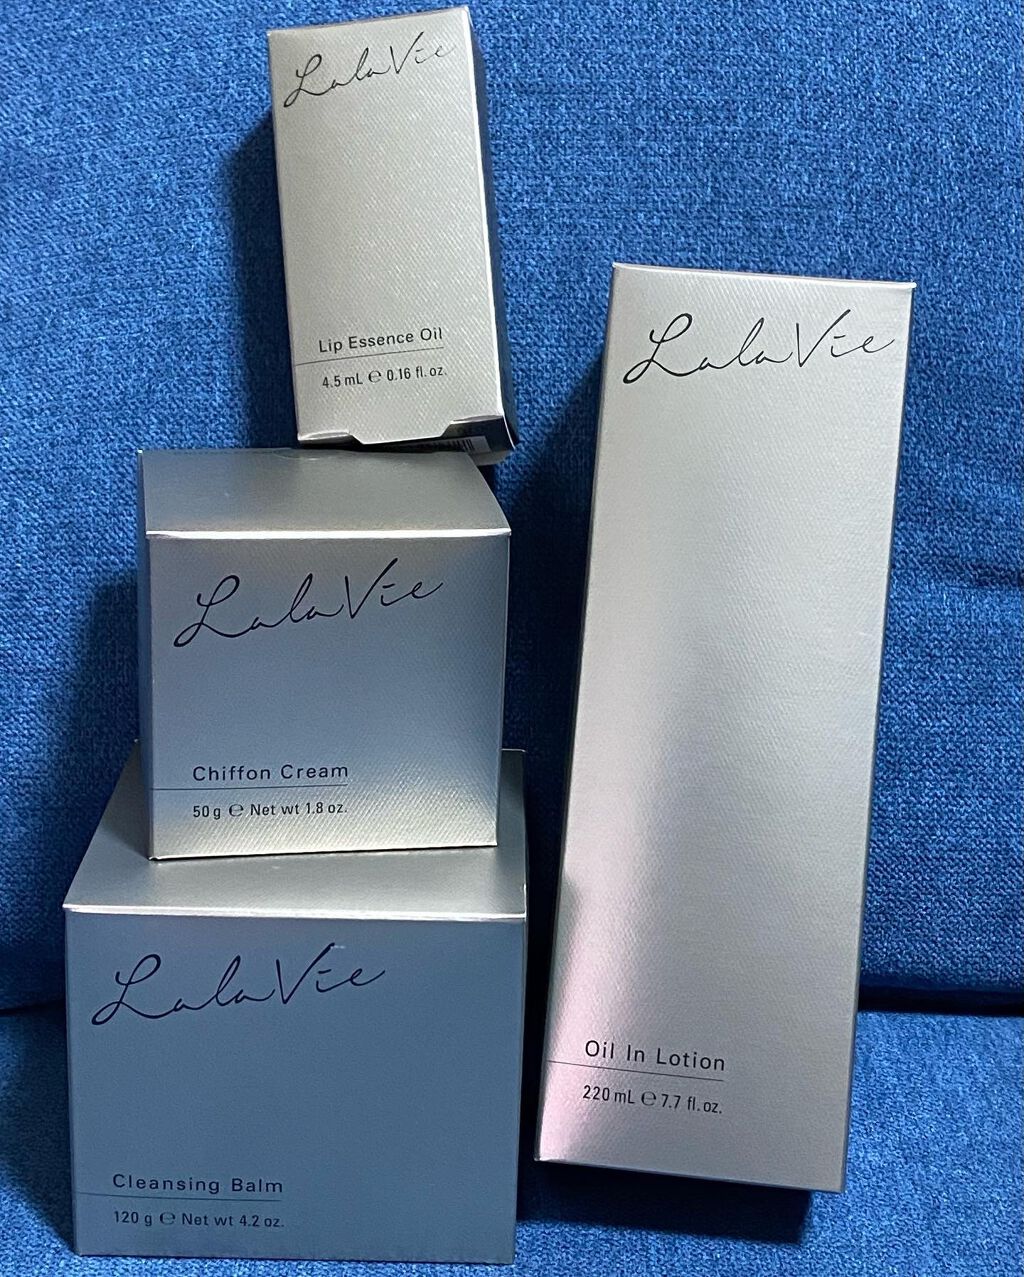 LalaVie
Lip Essence Oil
4.5 mL ℮ 0.16 fl. oz.
LalaVie
Chiffon Cream
50 g ℮ Net wt 1.8 oz.
LalaVie
Cleansing Balm
120 g ℮ Net wt 4.2 oz.
LalaVie
Oil In Lotion
220 mL ℮ 7.7 fl. oz.